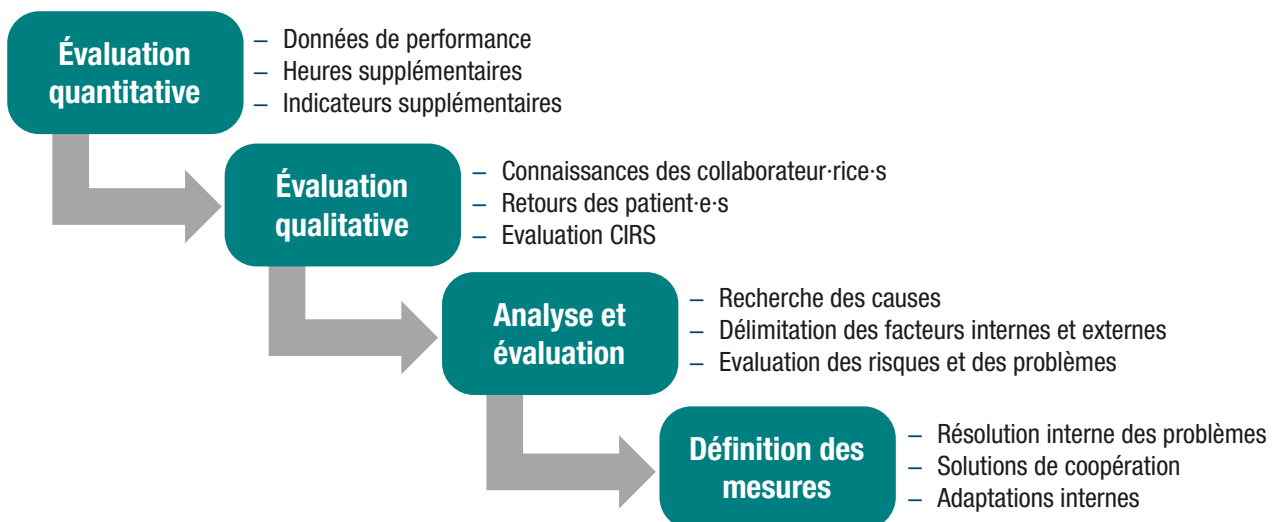 Évaluation
quantitative
– Données de performance
– Heures supplémentaires
– Indicateurs supplémentaires
Évaluation
qualitative
– Connaissances des collaborateur·rice·s
– Retours des patient·e·s
– Evaluation CIRS
Analyse et
évaluation
– Recherche des causes
– Délimitation des facteurs internes et externes
– Evaluation des risques et des problèmes
Définition des
mesures
– Résolution interne des problèmes
– Solutions de coopération
– Adaptations internes